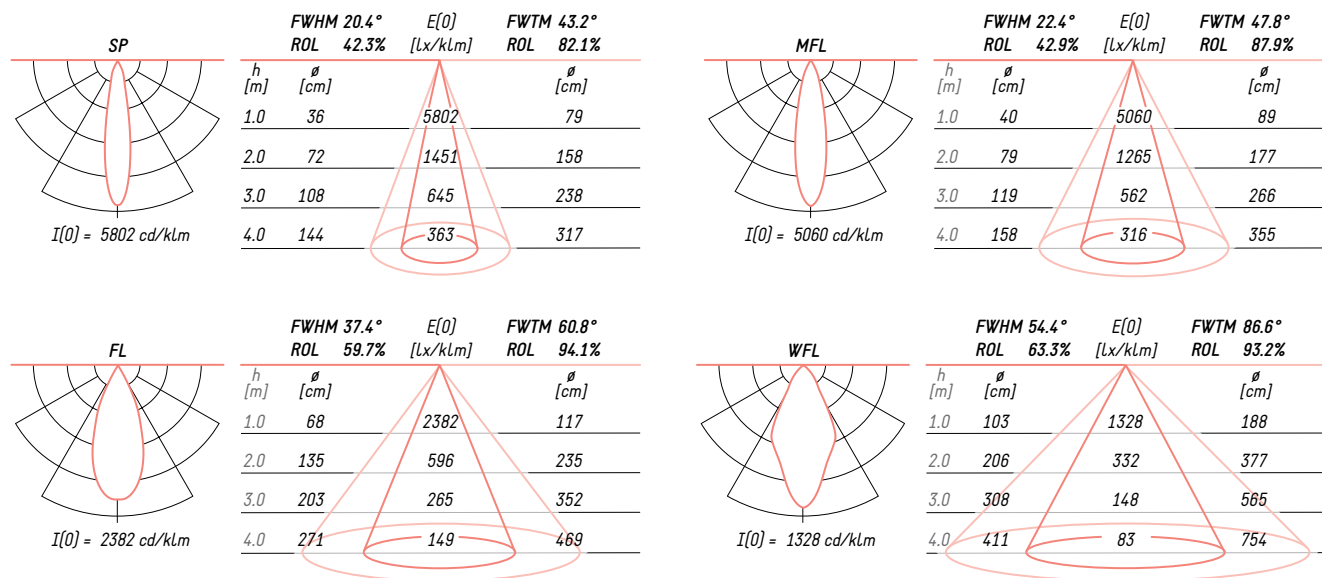 FWHM 20.4° E(0) FWTM 43.2°
SP ROL 42.3% [lx/klm] ROL 82.1%
h ø ø
[m] [cm] [cm]
1.0 36 5802 79
2.0 72 1451 158
3.0 108 645 238
4.0 144 363 317
I(0) = 5802 cd/klm
FWHM 22.4° E(0) FWTM 47.8°
MFL ROL 42.9% [lx/klm] ROL 87.9%
h ø ø
[m] [cm] [cm]
1.0 40 5060 89
2.0 79 1265 177
3.0 119 562 266
4.0 158 316 355
I(0) = 5060 cd/klm
FWHM 37.4° E(0) FWTM 60.8°
FL ROL 59.7% [lx/klm] ROL 94.1%
h ø ø
[m] [cm] [cm]
1.0 68 2382 117
2.0 135 596 235
3.0 203 265 352
4.0 271 149 469
I(0) = 2382 cd/klm
FWHM 54.4° E(0) FWTM 86.6°
WFL ROL 63.3% [lx/klm] ROL 93.2%
h ø ø
[m] [cm] [cm]
1.0 103 1328 188
2.0 206 332 377
3.0 308 148 565
4.0 411 83 754
I(0) = 1328 cd/klm